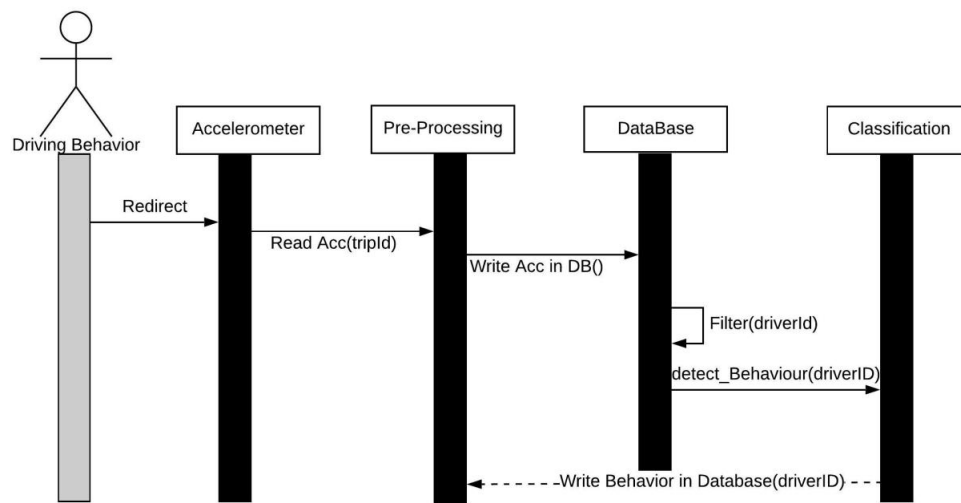 Driving Behavior
Accelerometer
Pre-Processing
DataBase
Classification
Redirect
Read Acc(tripId)
Write Acc in DB()
Filter(driverId)
detect_Behaviour(driverID)
Write Behavior in Database(driverID)